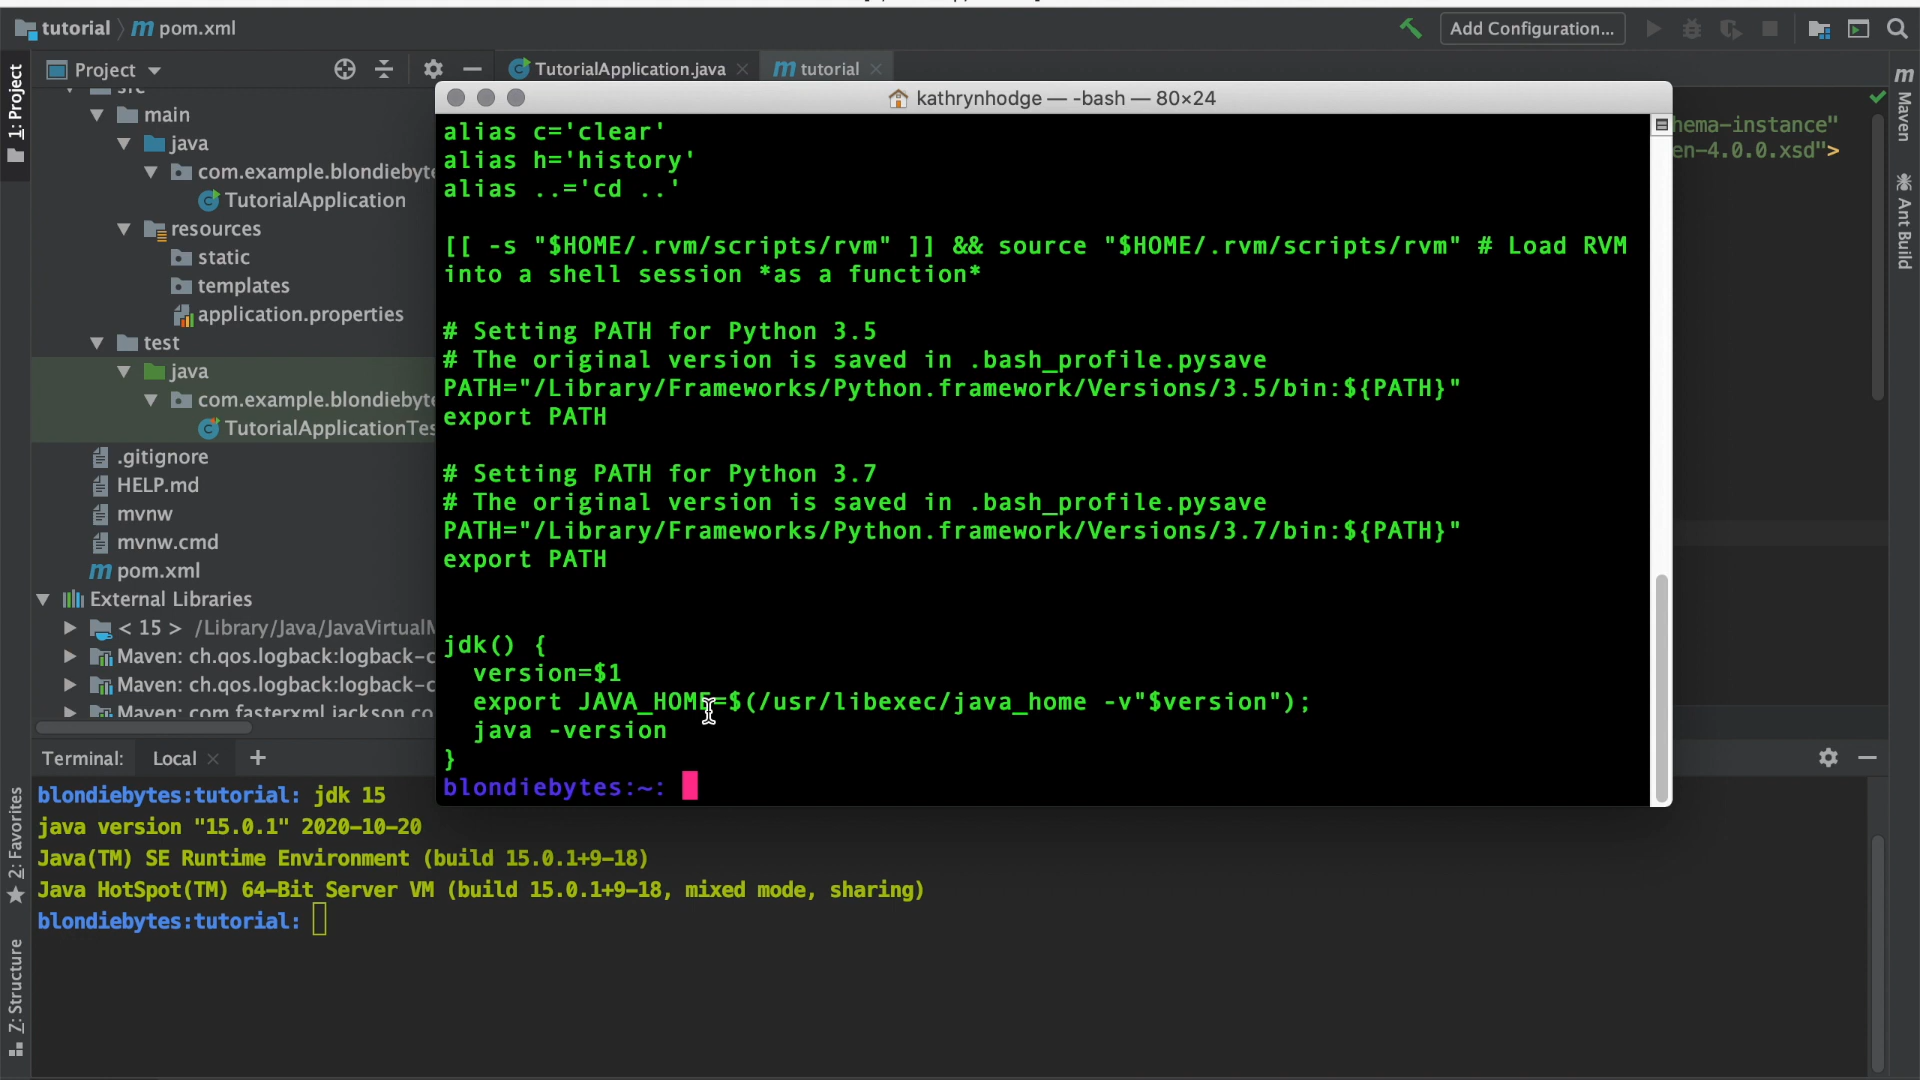 tutorial
pom.xml
Add Configuration...
1: Project
Project
TutorialApplication.java
tutorial
main
java
com.example.blondiebyte
TutorialApplication
resources
static
templates
application.properties
test
java
com.example.blondiebyte
TutorialApplicationTes
.gitignore
HELP.md
mvnw
mvnw.cmd
pom.xml
External Libraries
< 15 > /Library/Java/JavaVirtualM
Maven: ch.qos.logback:logback-c
Maven: ch.qos.logback:logback-c
Maven: com.fasterxml.jackson.co
kathrynhodge — -bash — 80×24
alias c='clear'
alias h='history'
alias ..='cd ..'
[[ -s "$HOME/.rvm/scripts/rvm" ]] && source "$HOME/.rvm/scripts/rvm" # Load RVM
into a shell session *as a function*
# Setting PATH for Python 3.5
# The original version is saved in .bash_profile.pysave
PATH="/Library/Frameworks/Python.framework/Versions/3.5/bin:${PATH}"
export PATH
# Setting PATH for Python 3.7
# The original version is saved in .bash_profile.pysave
PATH="/Library/Frameworks/Python.framework/Versions/3.7/bin:${PATH}"
export PATH
jdk() {
version=$1
export JAVA_HOME=$(/usr/libexec/java_home -v"$version");
java -version
}
blondiebytes:~:
hema-instance"
en-4.0.0.xsd">
Maven
Ant Build
Terminal:
Local
blondiebytes:tutorial: jdk 15
java version "15.0.1" 2020-10-20
Java(TM) SE Runtime Environment (build 15.0.1+9-18)
Java HotSpot(TM) 64-Bit Server VM (build 15.0.1+9-18, mixed mode, sharing)
blondiebytes:tutorial:
2: Favorites
Z: Structure